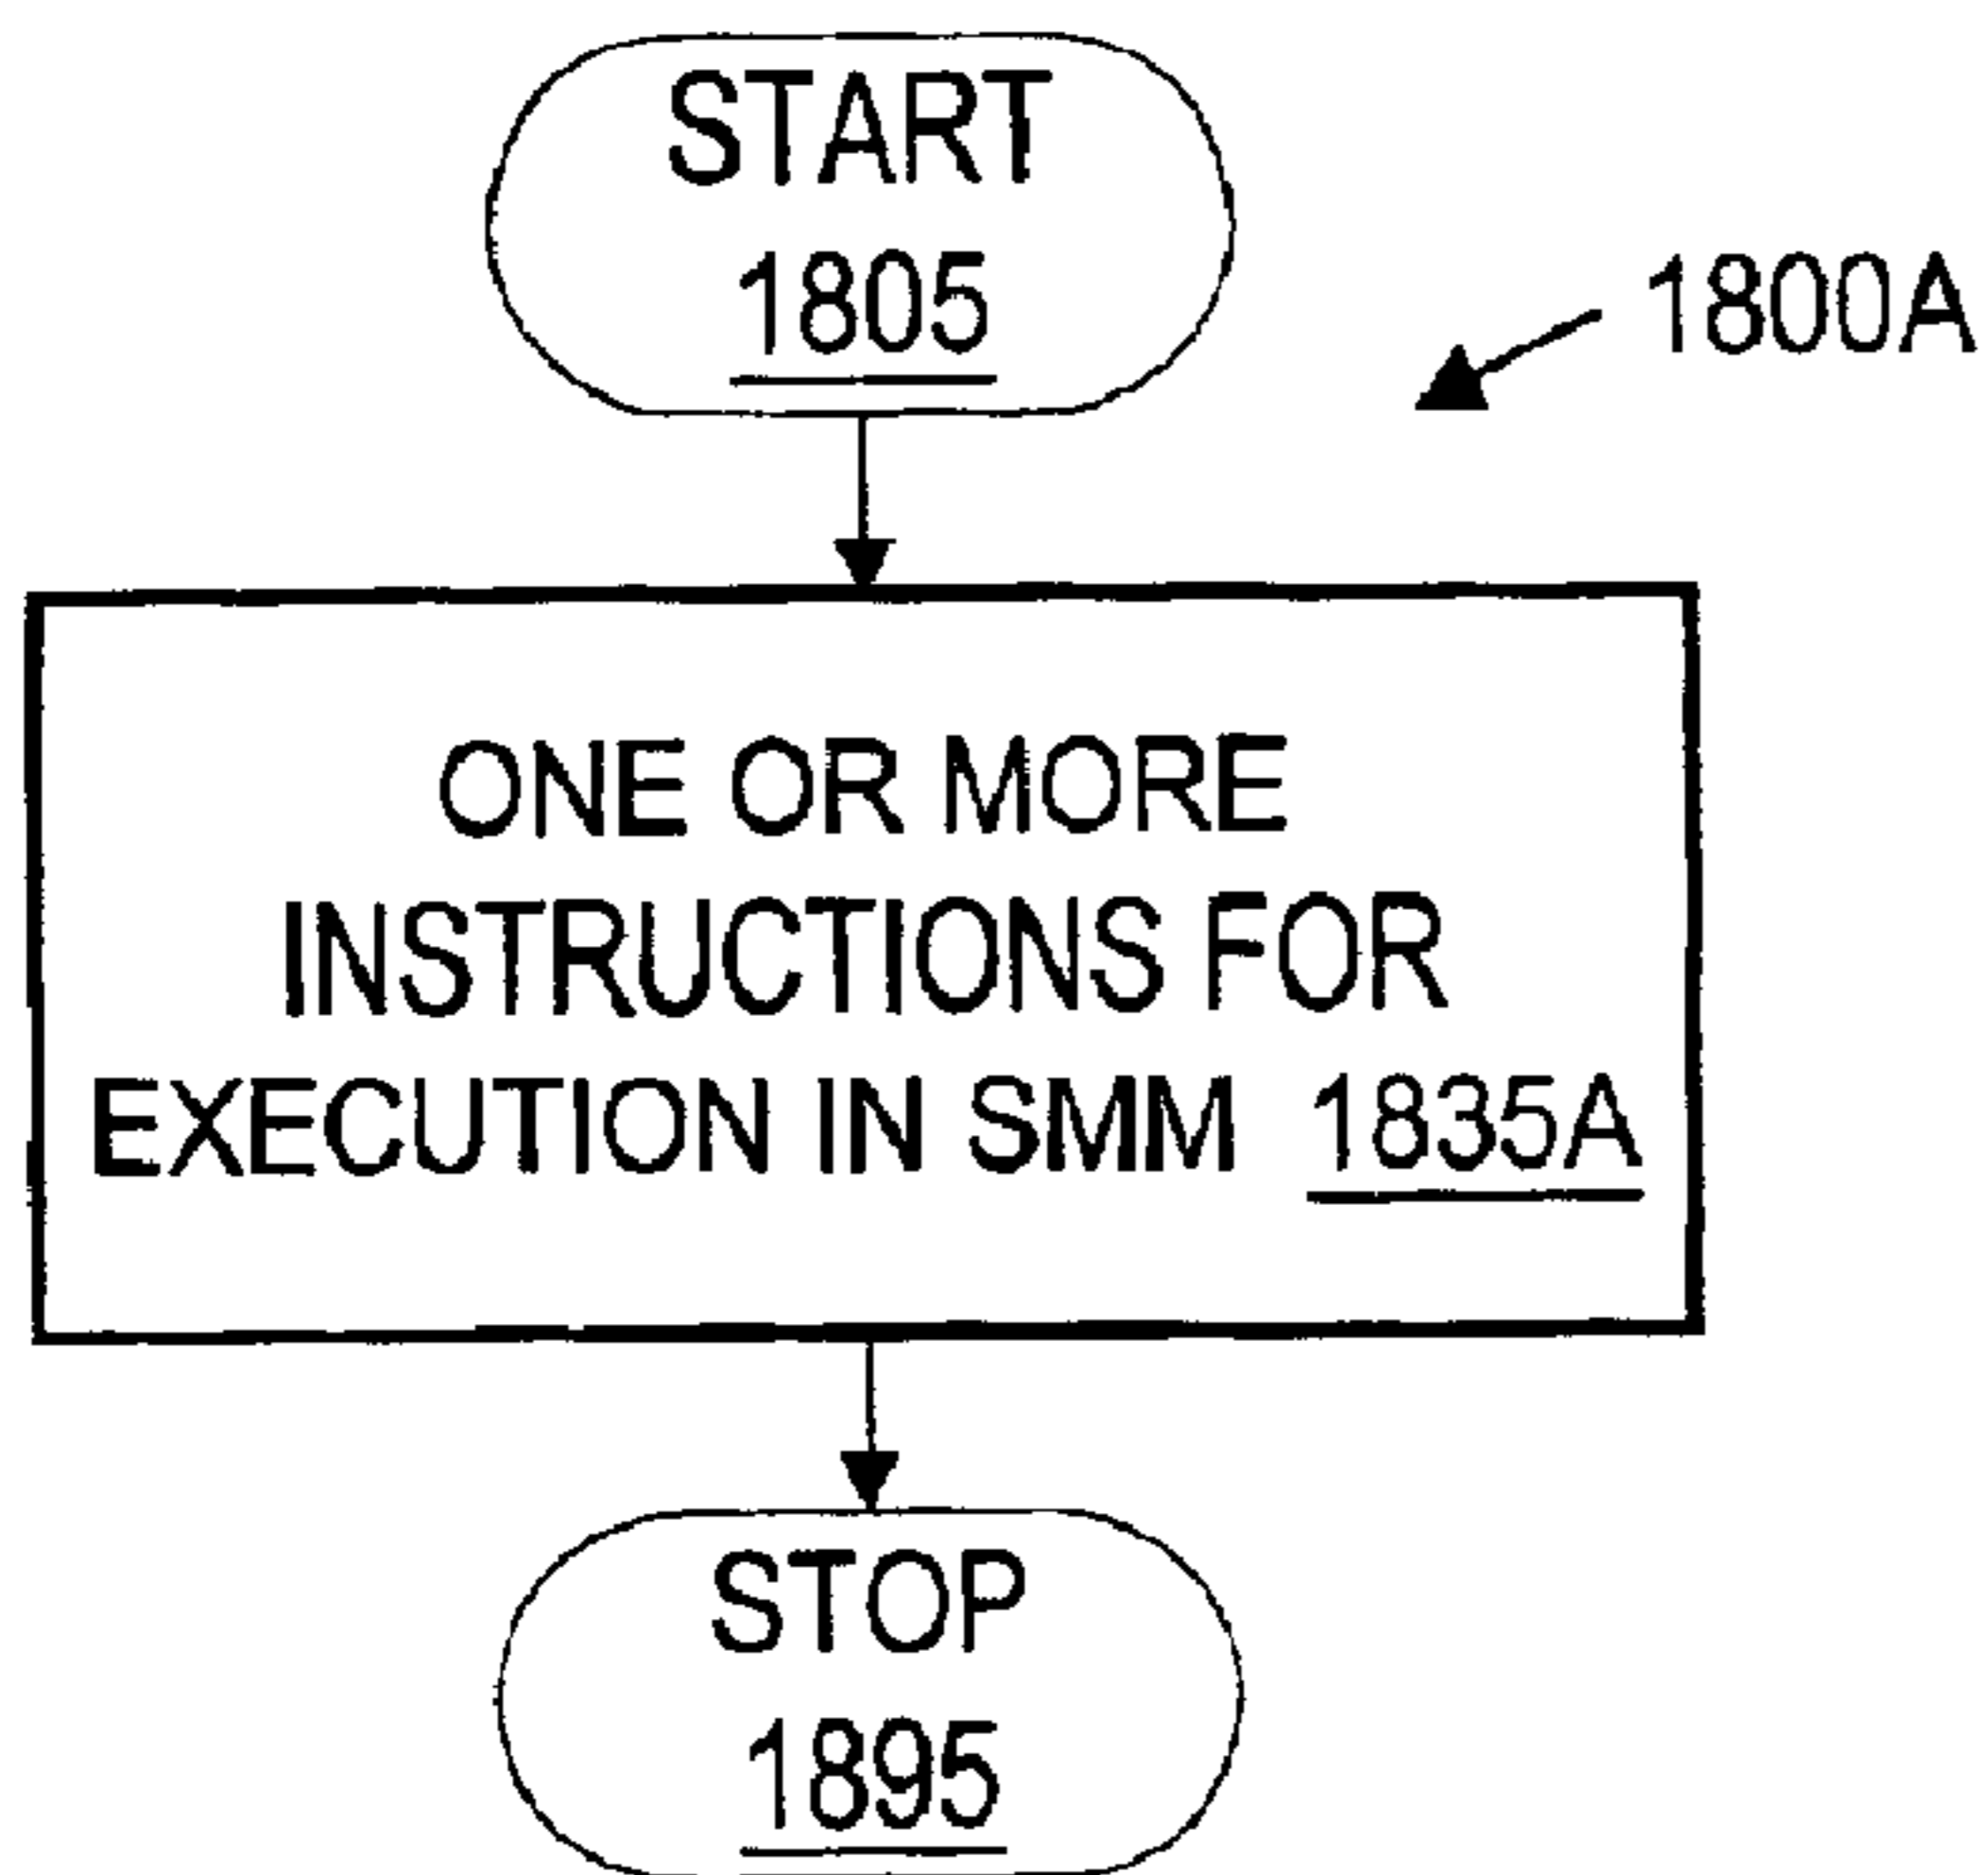 START
1805
1800A
ONE OR MORE
INSTRUCTIONS FOR
EXECUTION IN SMM 1835A
STOP
1895